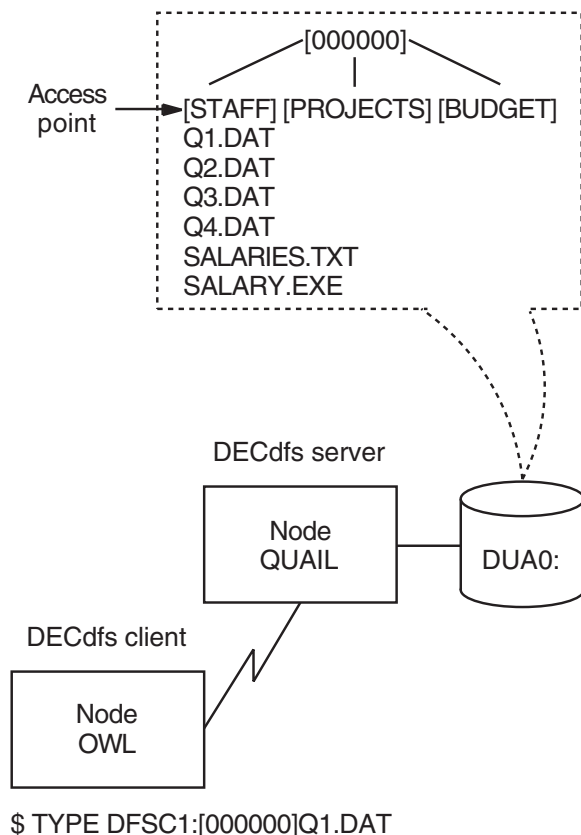 [000000]
Access
point
[STAFF] [PROJECTS] [BUDGET]
Q1.DAT
Q2.DAT
Q3.DAT
Q4.DAT
SALARIES.TXT
SALARY.EXE
DECdfs server
Node
QUAIL
DUA0:
DECdfs client
Node
OWL
$ TYPE DFSC1:[000000]Q1.DAT